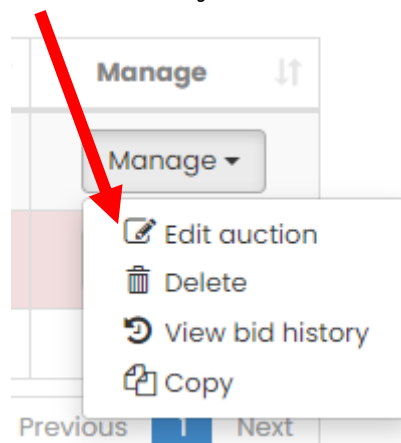 Manage
Manage
Edit auction
Delete
View bid history
Copy
Previous 1 Next